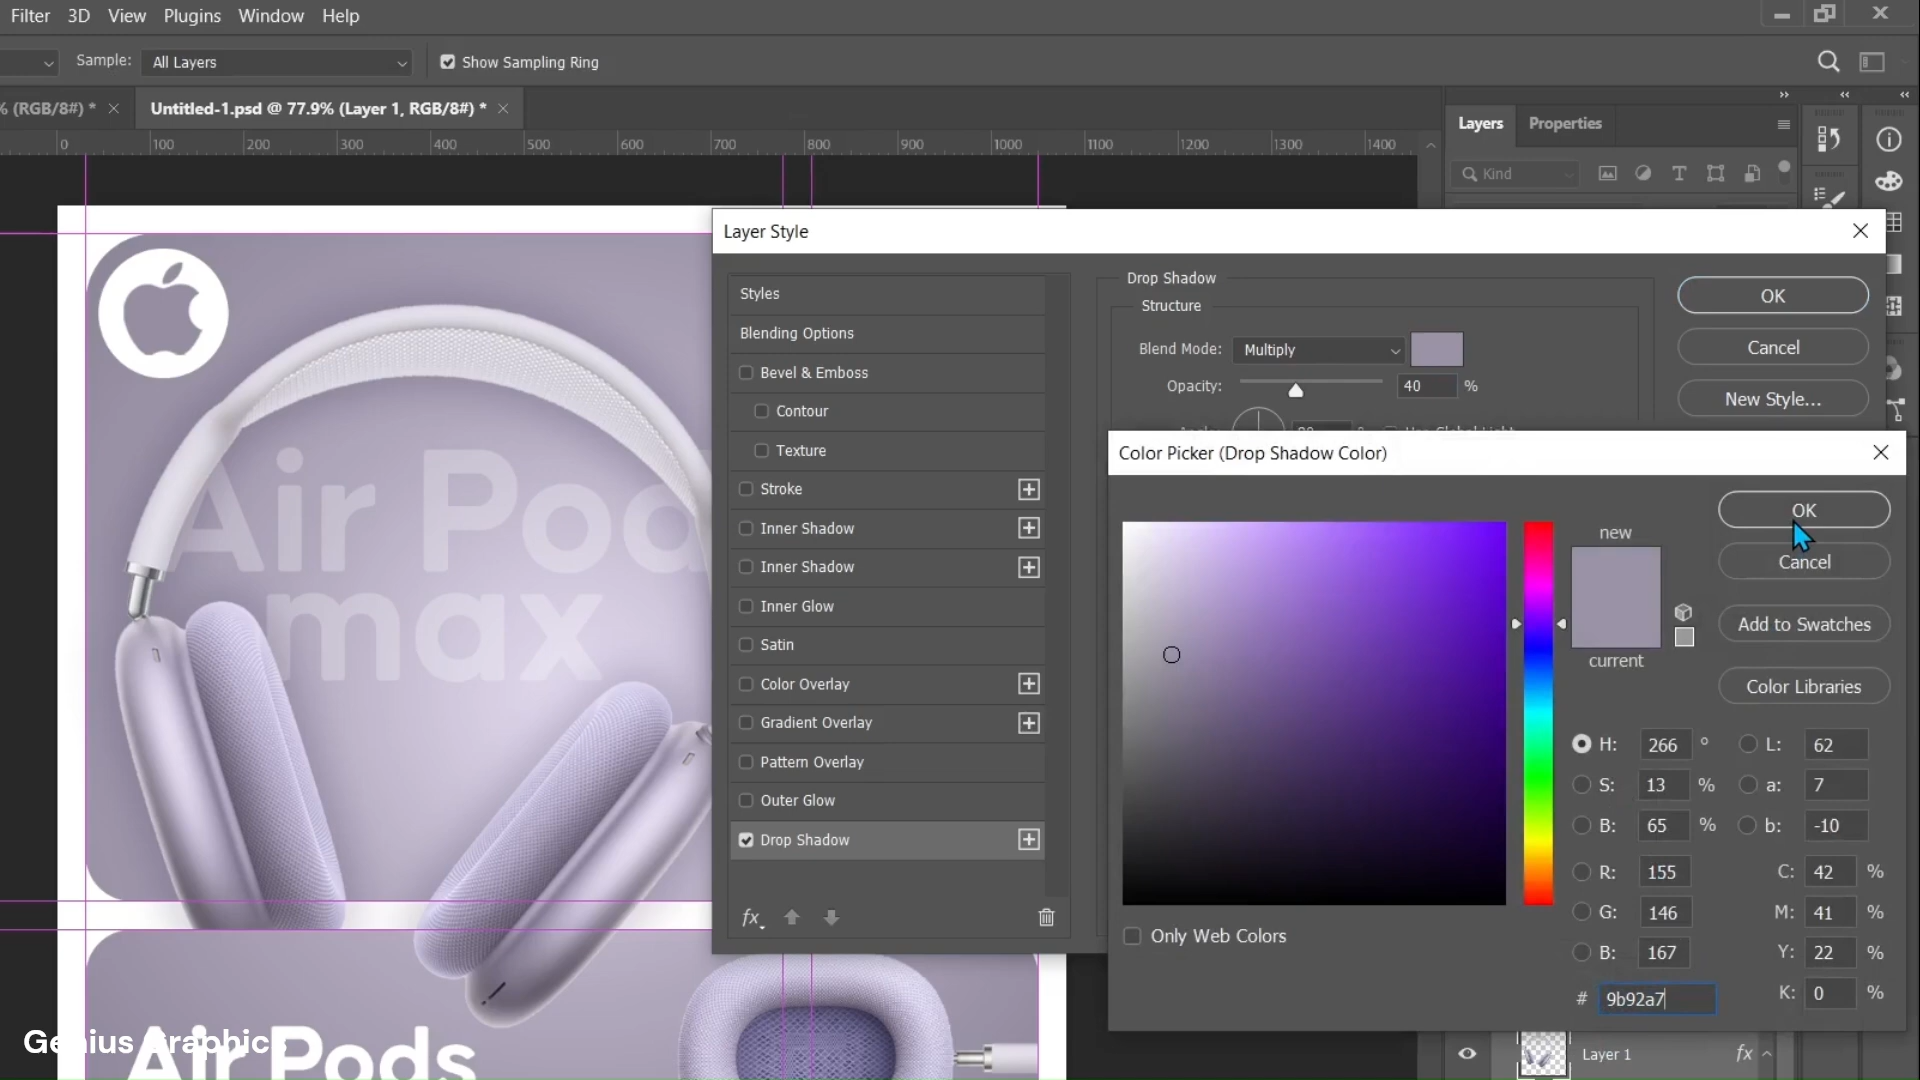 Filter 3D View Plugins Window Help
Sample: All Layers Show Sampling Ring
% (RGB/8#) * Untitled-1.psd @ 77.9% (Layer 1, RGB/8#) *
0 100 200 300 400 500 600 700 800 900 1000 1100 1200 1300 1400
Layers Properties
Kind
Layer Style
Styles
Blending Options
Bevel & Emboss
Contour
Texture
Stroke
Inner Shadow
Inner Shadow
Inner Glow
Satin
Color Overlay
Gradient Overlay
Pattern Overlay
Outer Glow
Drop Shadow
fx
Drop Shadow
Structure
Blend Mode: Multiply
Opacity: 40 %
OK
Cancel
New Style...
Color Picker (Drop Shadow Color)
new
current
OK
Cancel
Add to Swatches
Color Libraries
H: 266 ° L: 62
S: 13 % a: 7
B: 65 % b: -10
R: 155 C: 42 %
G: 146 M: 41 %
B: 167 Y: 22 %
# 9b92a7 K: 0 %
Only Web Colors
Air Pod
max
Air Pods
Genius Graphics
Layer 1 fx